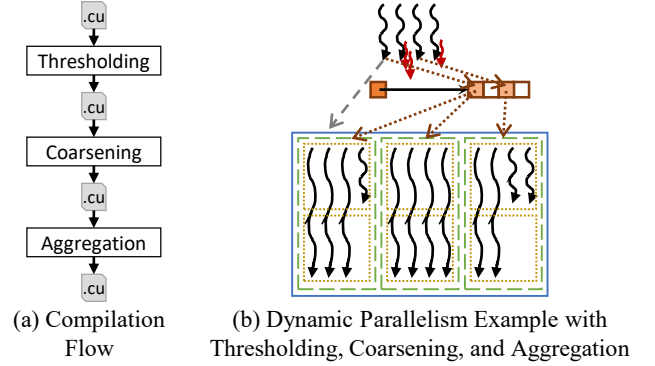 .cu
Thresholding
.cu
Coarsening
.cu
Aggregation
.cu
(a) Compilation
Flow
(b) Dynamic Parallelism Example with
Thresholding, Coarsening, and Aggregation